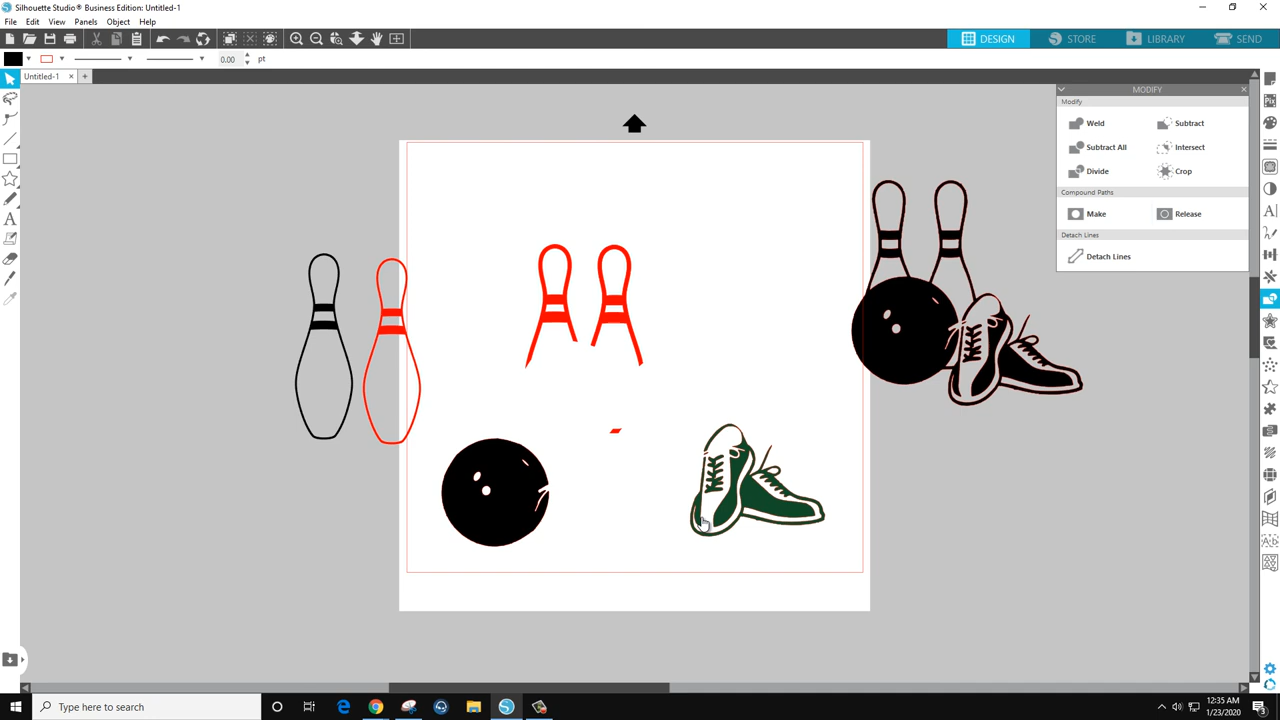 Silhouette Studio® Business Edition: Untitled-1
File Edit View Panels Object Help
DESIGN STORE LIBRARY SEND
0.00 pt
Untitled-1
MODIFY
Modify
Weld Subtract
Subtract All Intersect
Divide Crop
Compound Paths
Make Release
Detach Lines
Detach Lines
Type here to search
12:35 AM
1/23/2020
3